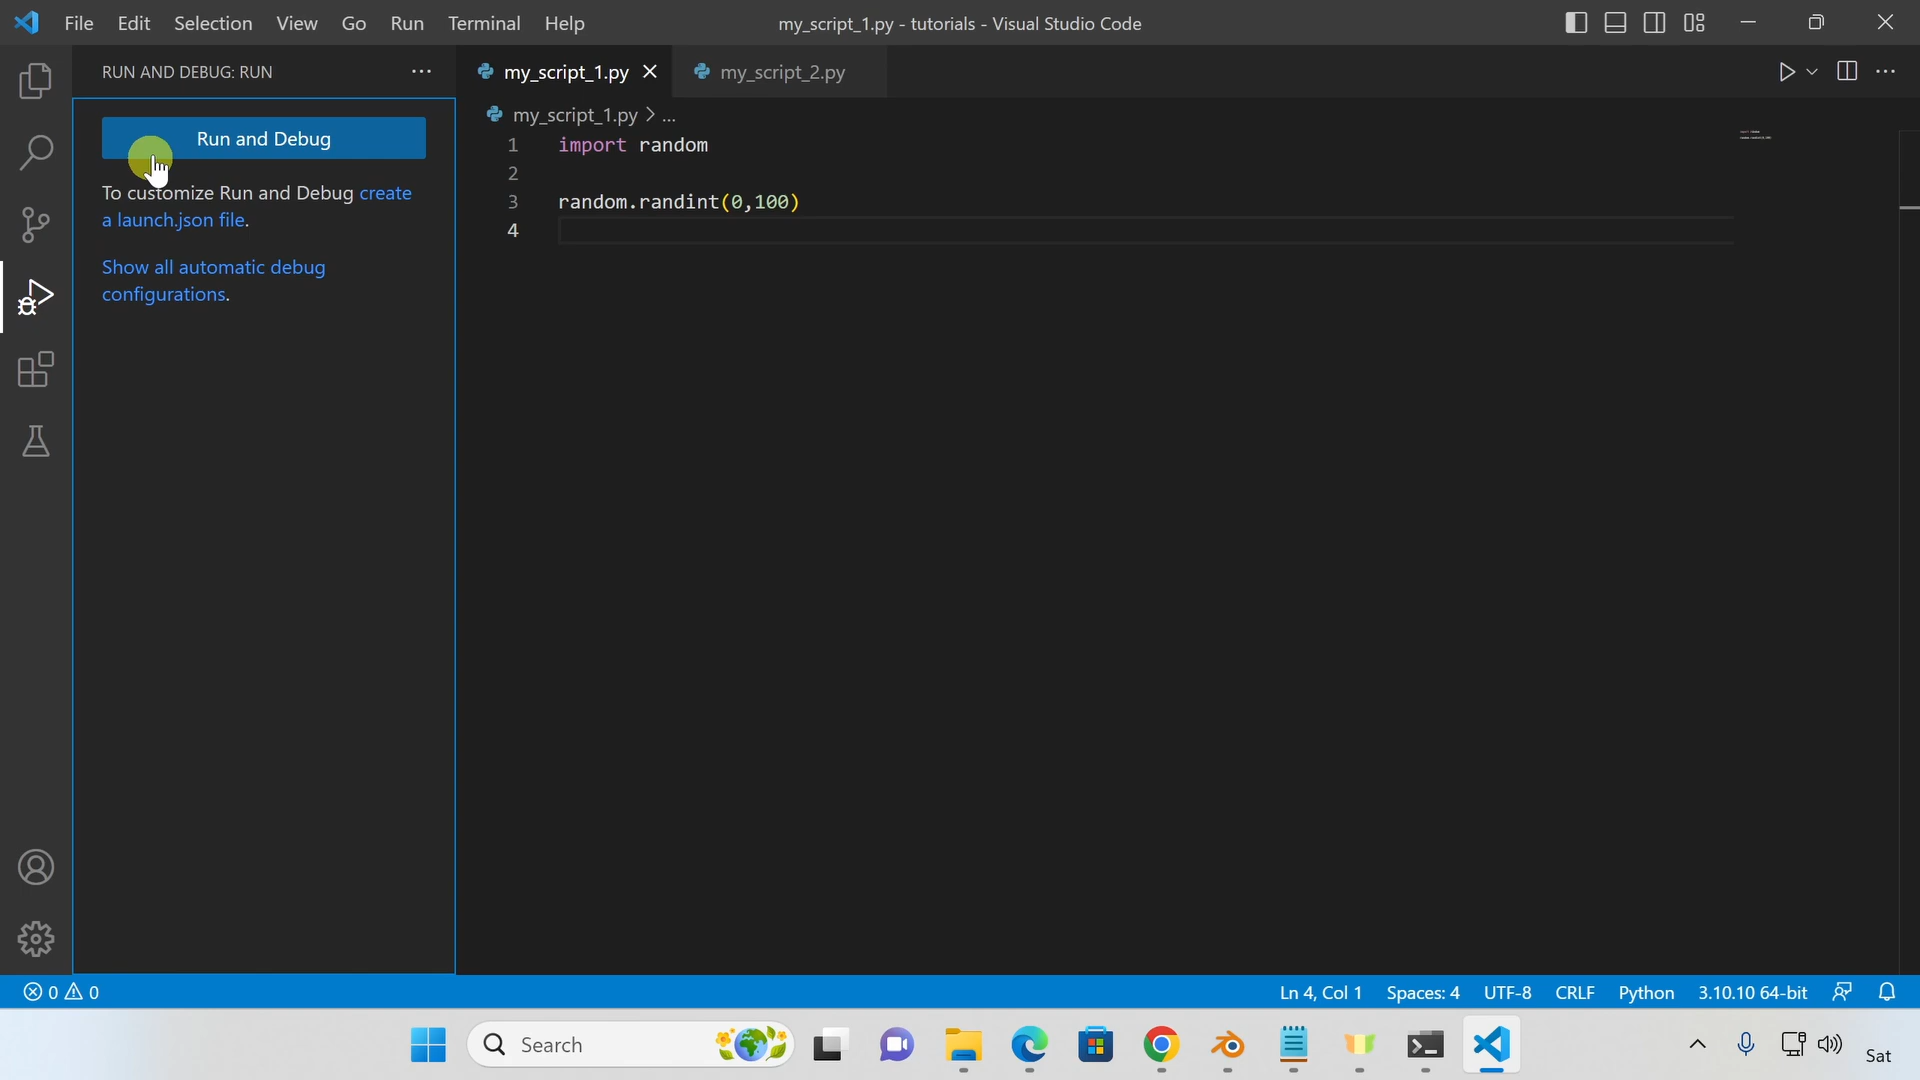 File Edit Selection View Go Run Terminal Help
my_script_1.py - tutorials - Visual Studio Code
RUN AND DEBUG: RUN
Run and Debug
To customize Run and Debug create
a launch.json file.
Show all automatic debug
configurations.
my_script_1.py
my_script_2.py
my_script_1.py > ...
1 import random
2
3 random.randint(0,100)
4
0 0
Ln 4, Col 1 Spaces: 4 UTF-8 CRLF Python 3.10.10 64-bit
Search
Sat